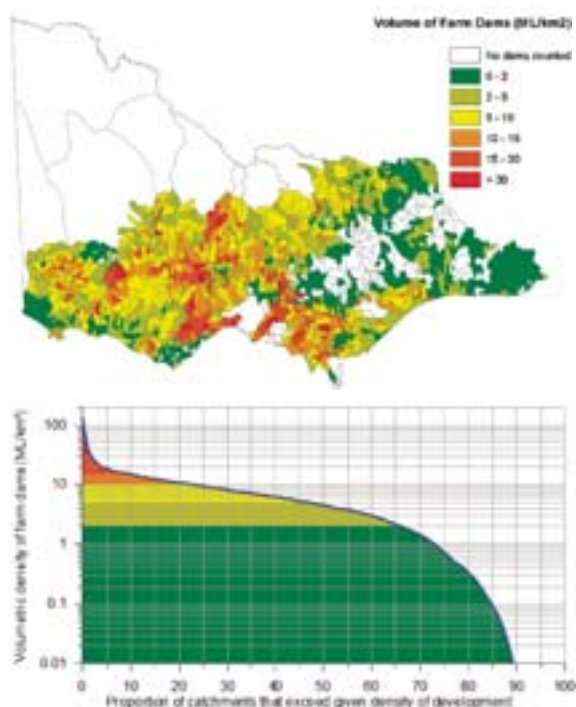 Volume of Farm Dams (ML/km2)
No dams counted
0 - 2
2 - 5
5 - 10
10 - 15
15 - 30
> 30
Volumetric density of farm dams (ML/km²)
100
10
1
0.1
0.01
0 10 20 30 40 50 60 70 80 90 100
Proportion of catchments that exceed given density of development